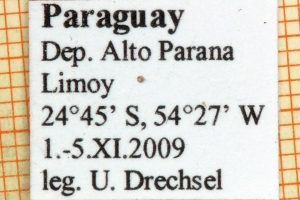 Paraguay
Dep. Alto Parana
Limoy
24°45' S, 54°27' W
1.-5.XI.2009
leg. U. Drechsel